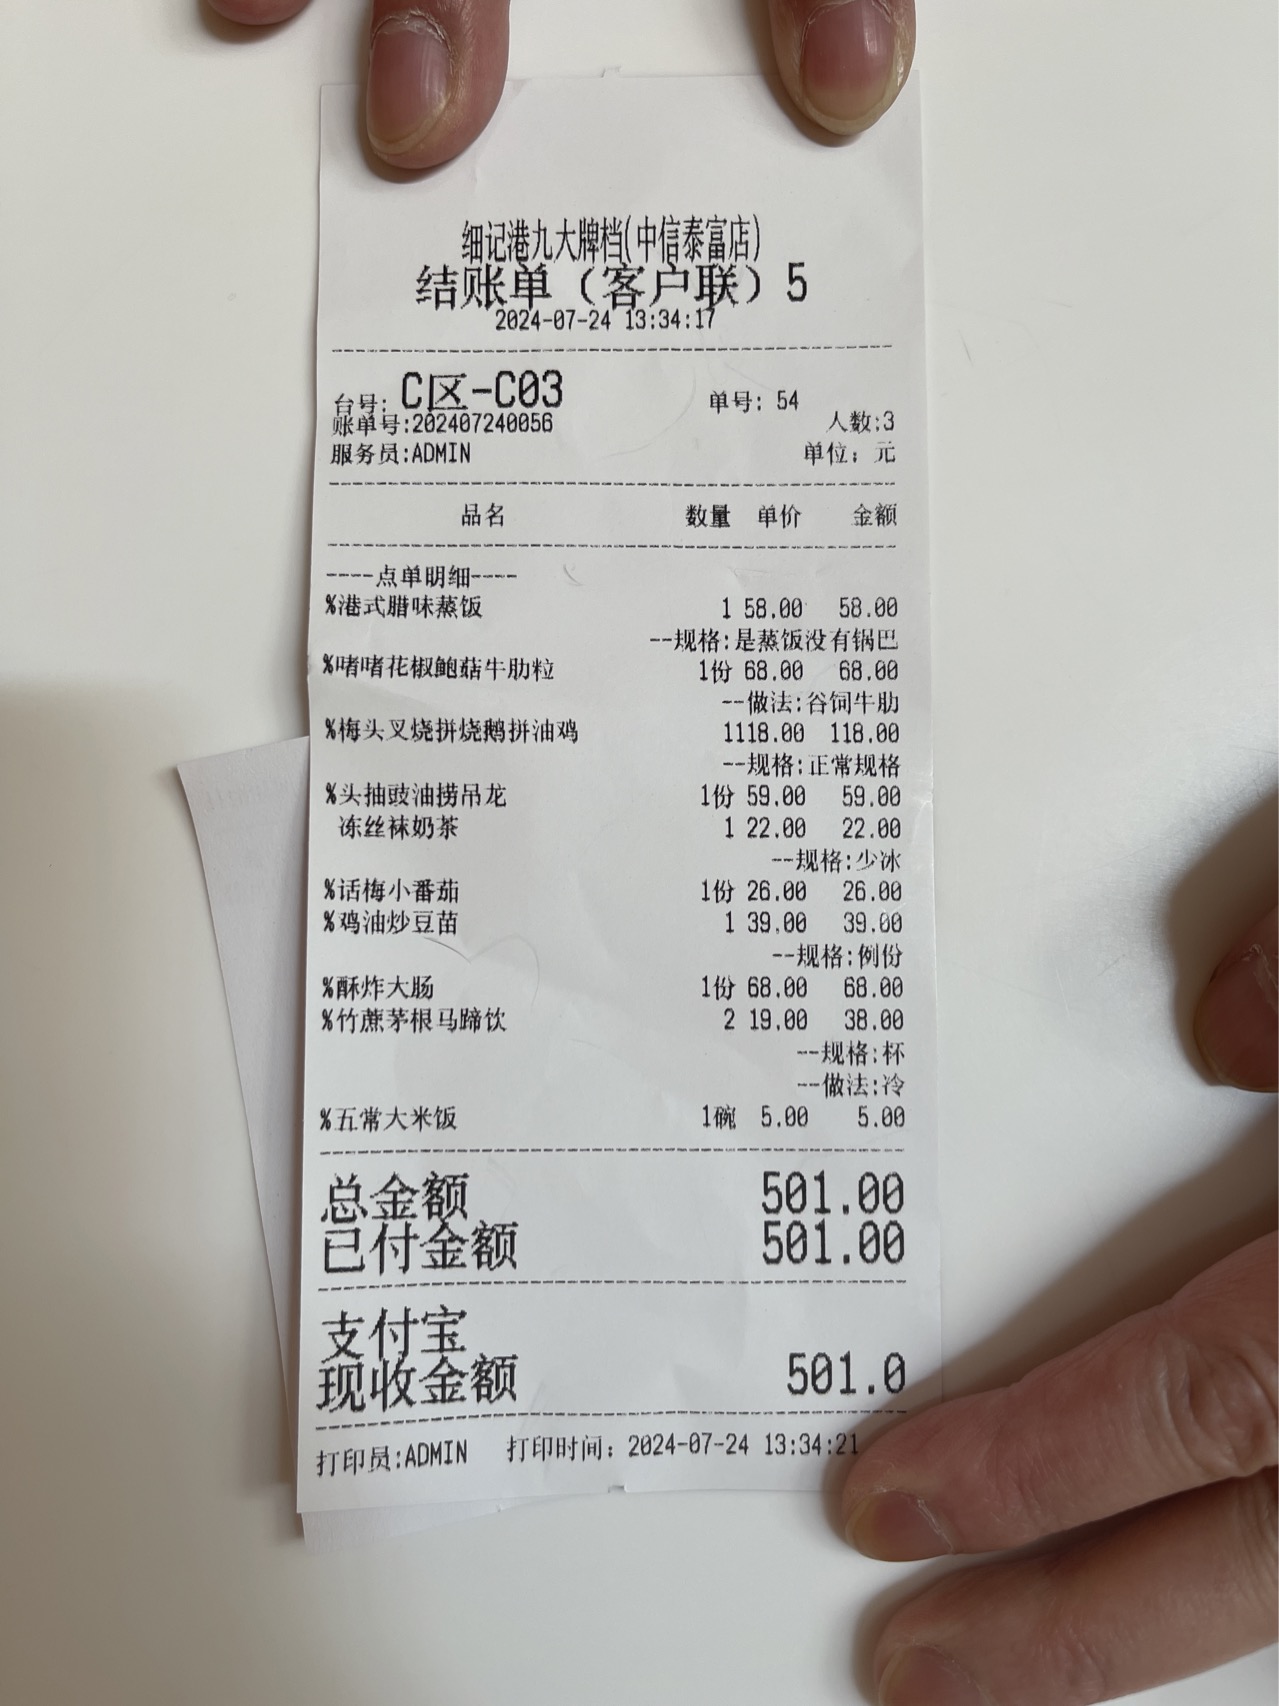 细记港九大牌档(中信泰富店)
结账单（客户联）5
2024-07-24 13:34:17
台号: C区-C03 单号: 54
账单号:202407240056 人数:3
服务员:ADMIN 单位: 元
品名 数量 单价 金额
----点单明细----
%港式腊味蒸饭 1 58.00 58.00
--规格:是蒸饭没有锅巴
%啫啫花椒鲍菇牛肋粒 1份 68.00 68.00
--做法:谷饲牛肋
%梅头叉烧拼烧鹅拼油鸡 1118.00 118.00
--规格:正常规格
%头抽豉油捞吊龙 1份 59.00 59.00
冻丝袜奶茶 1 22.00 22.00
--规格:少冰
%话梅小番茄 1份 26.00 26.00
%鸡油炒豆苗 1 39.00 39.00
--规格:例份
%酥炸大肠 1份 68.00 68.00
%竹蔗茅根马蹄饮 2 19.00 38.00
--规格:杯
--做法:冷
%五常大米饭 1碗 5.00 5.00
总金额 501.00
已付金额 501.00
支付宝
现收金额 501.0
打印员:ADMIN 打印时间: 2024-07-24 13:34:21